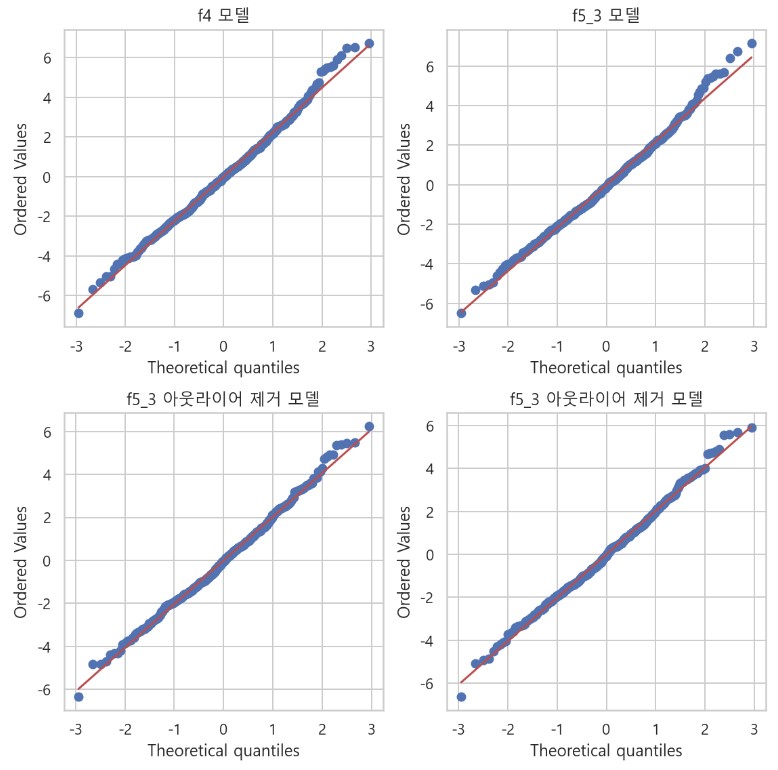 f4 모델
f5_3 모델
Ordered Values
6
4
2
0
-2
-4
-6
-3 -2 -1 0 1 2 3
Theoretical quantiles
Ordered Values
6
4
2
0
-2
-4
-6
-3 -2 -1 0 1 2 3
Theoretical quantiles
f5_3 아웃라이어 제거 모델
f5_3 아웃라이어 제거 모델
Ordered Values
6
4
2
0
-2
-4
-6
-3 -2 -1 0 1 2 3
Theoretical quantiles
Ordered Values
6
4
2
0
-2
-4
-6
-3 -2 -1 0 1 2 3
Theoretical quantiles